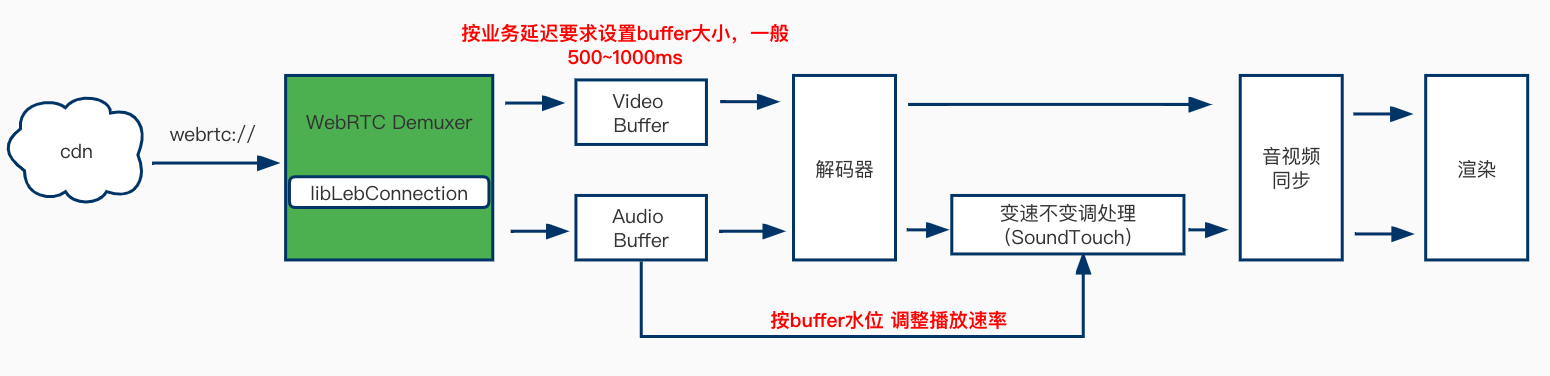 按业务延迟要求设置buffer大小，一般
500~1000ms
cdn
webrtc://
WebRTC Demuxer
libLebConnection
Video
Buffer
Audio
Buffer
解码器
变速不变调处理
（SoundTouch）
音视频
同步
渲染
按buffer水位 调整播放速率